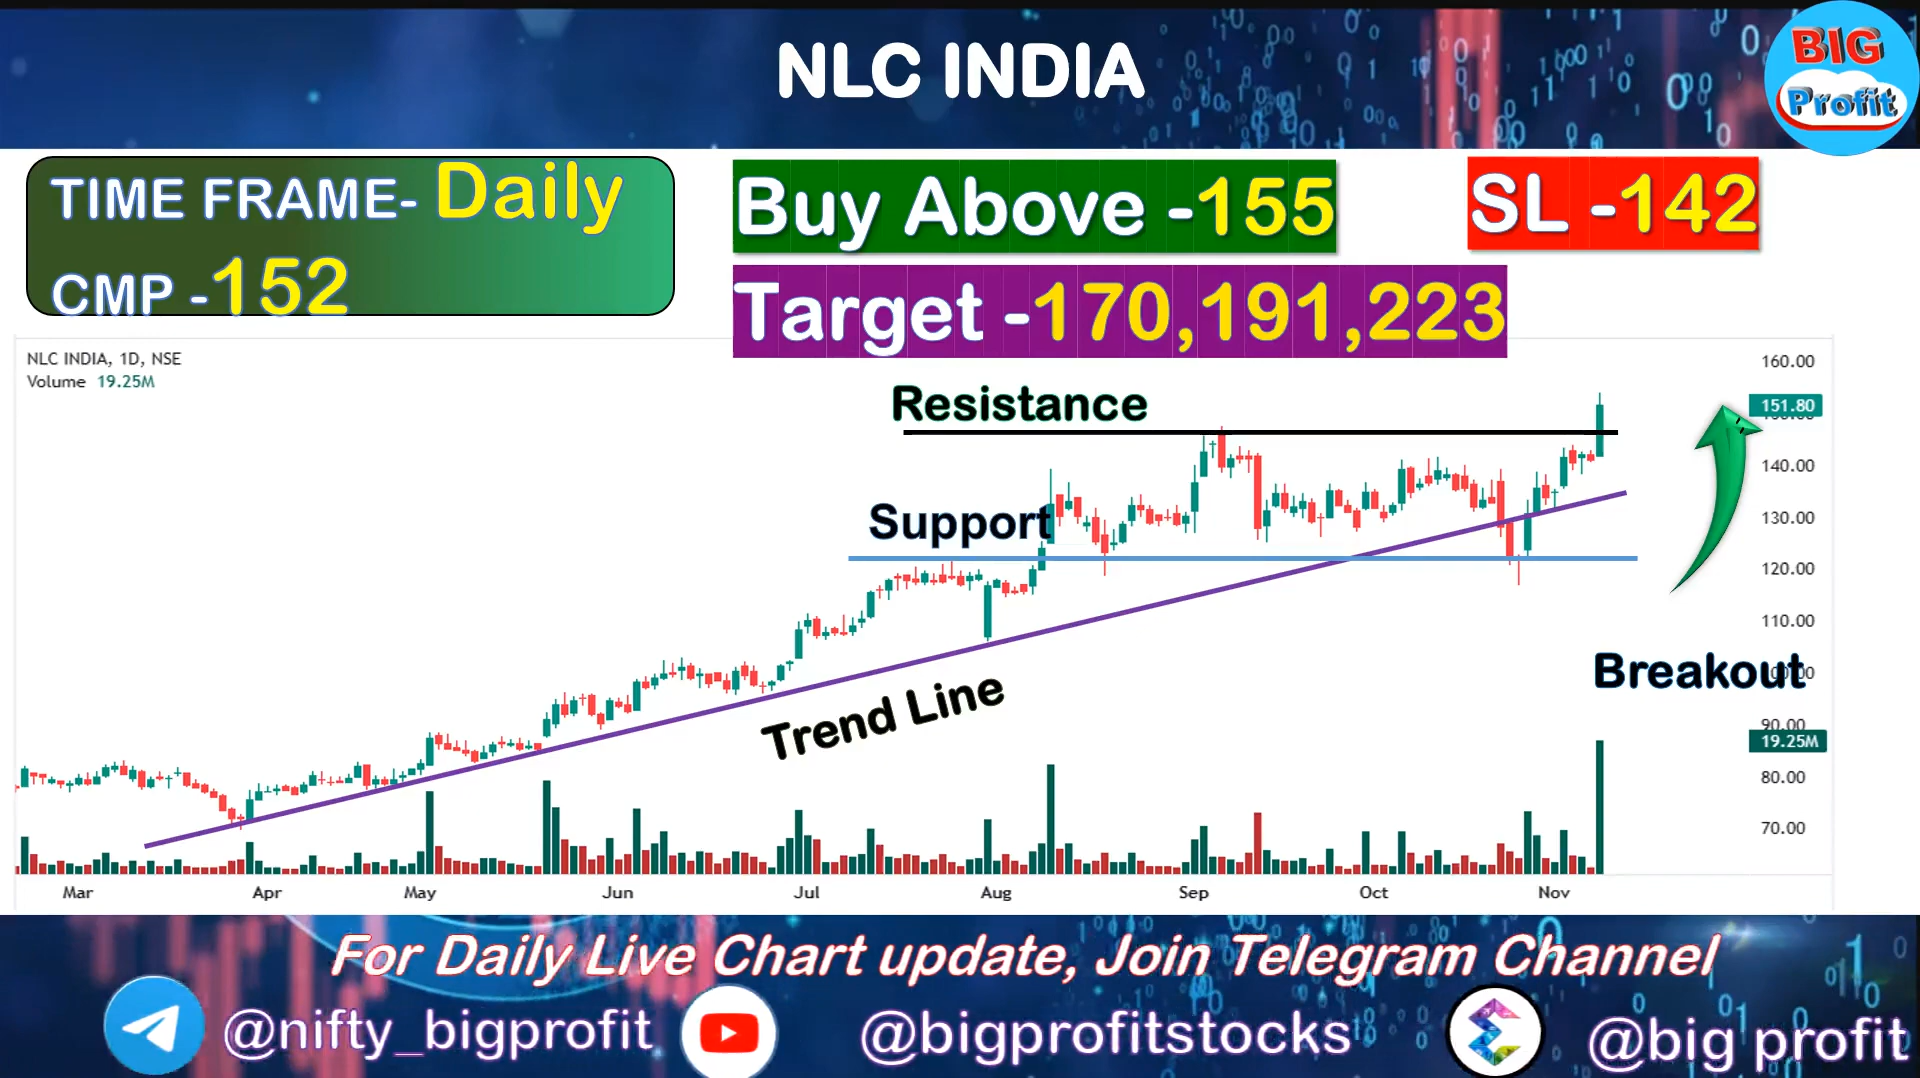 NLC INDIA
BIG
Profit
TIME FRAME- Daily
CMP -152
Buy Above -155
SL -142
Target -170,191,223
NLC INDIA, 1D, NSE
Volume 19.25M
Resistance
Support
Trend Line
Breakout
160.00
151.80
140.00
130.00
120.00
110.00
90.00
19.25M
80.00
70.00
Mar Apr May Jun Jul Aug Sep Oct Nov
For Daily Live Chart update, Join Telegram Channel
@nifty_bigprofit
@bigprofitstocks
@big profit